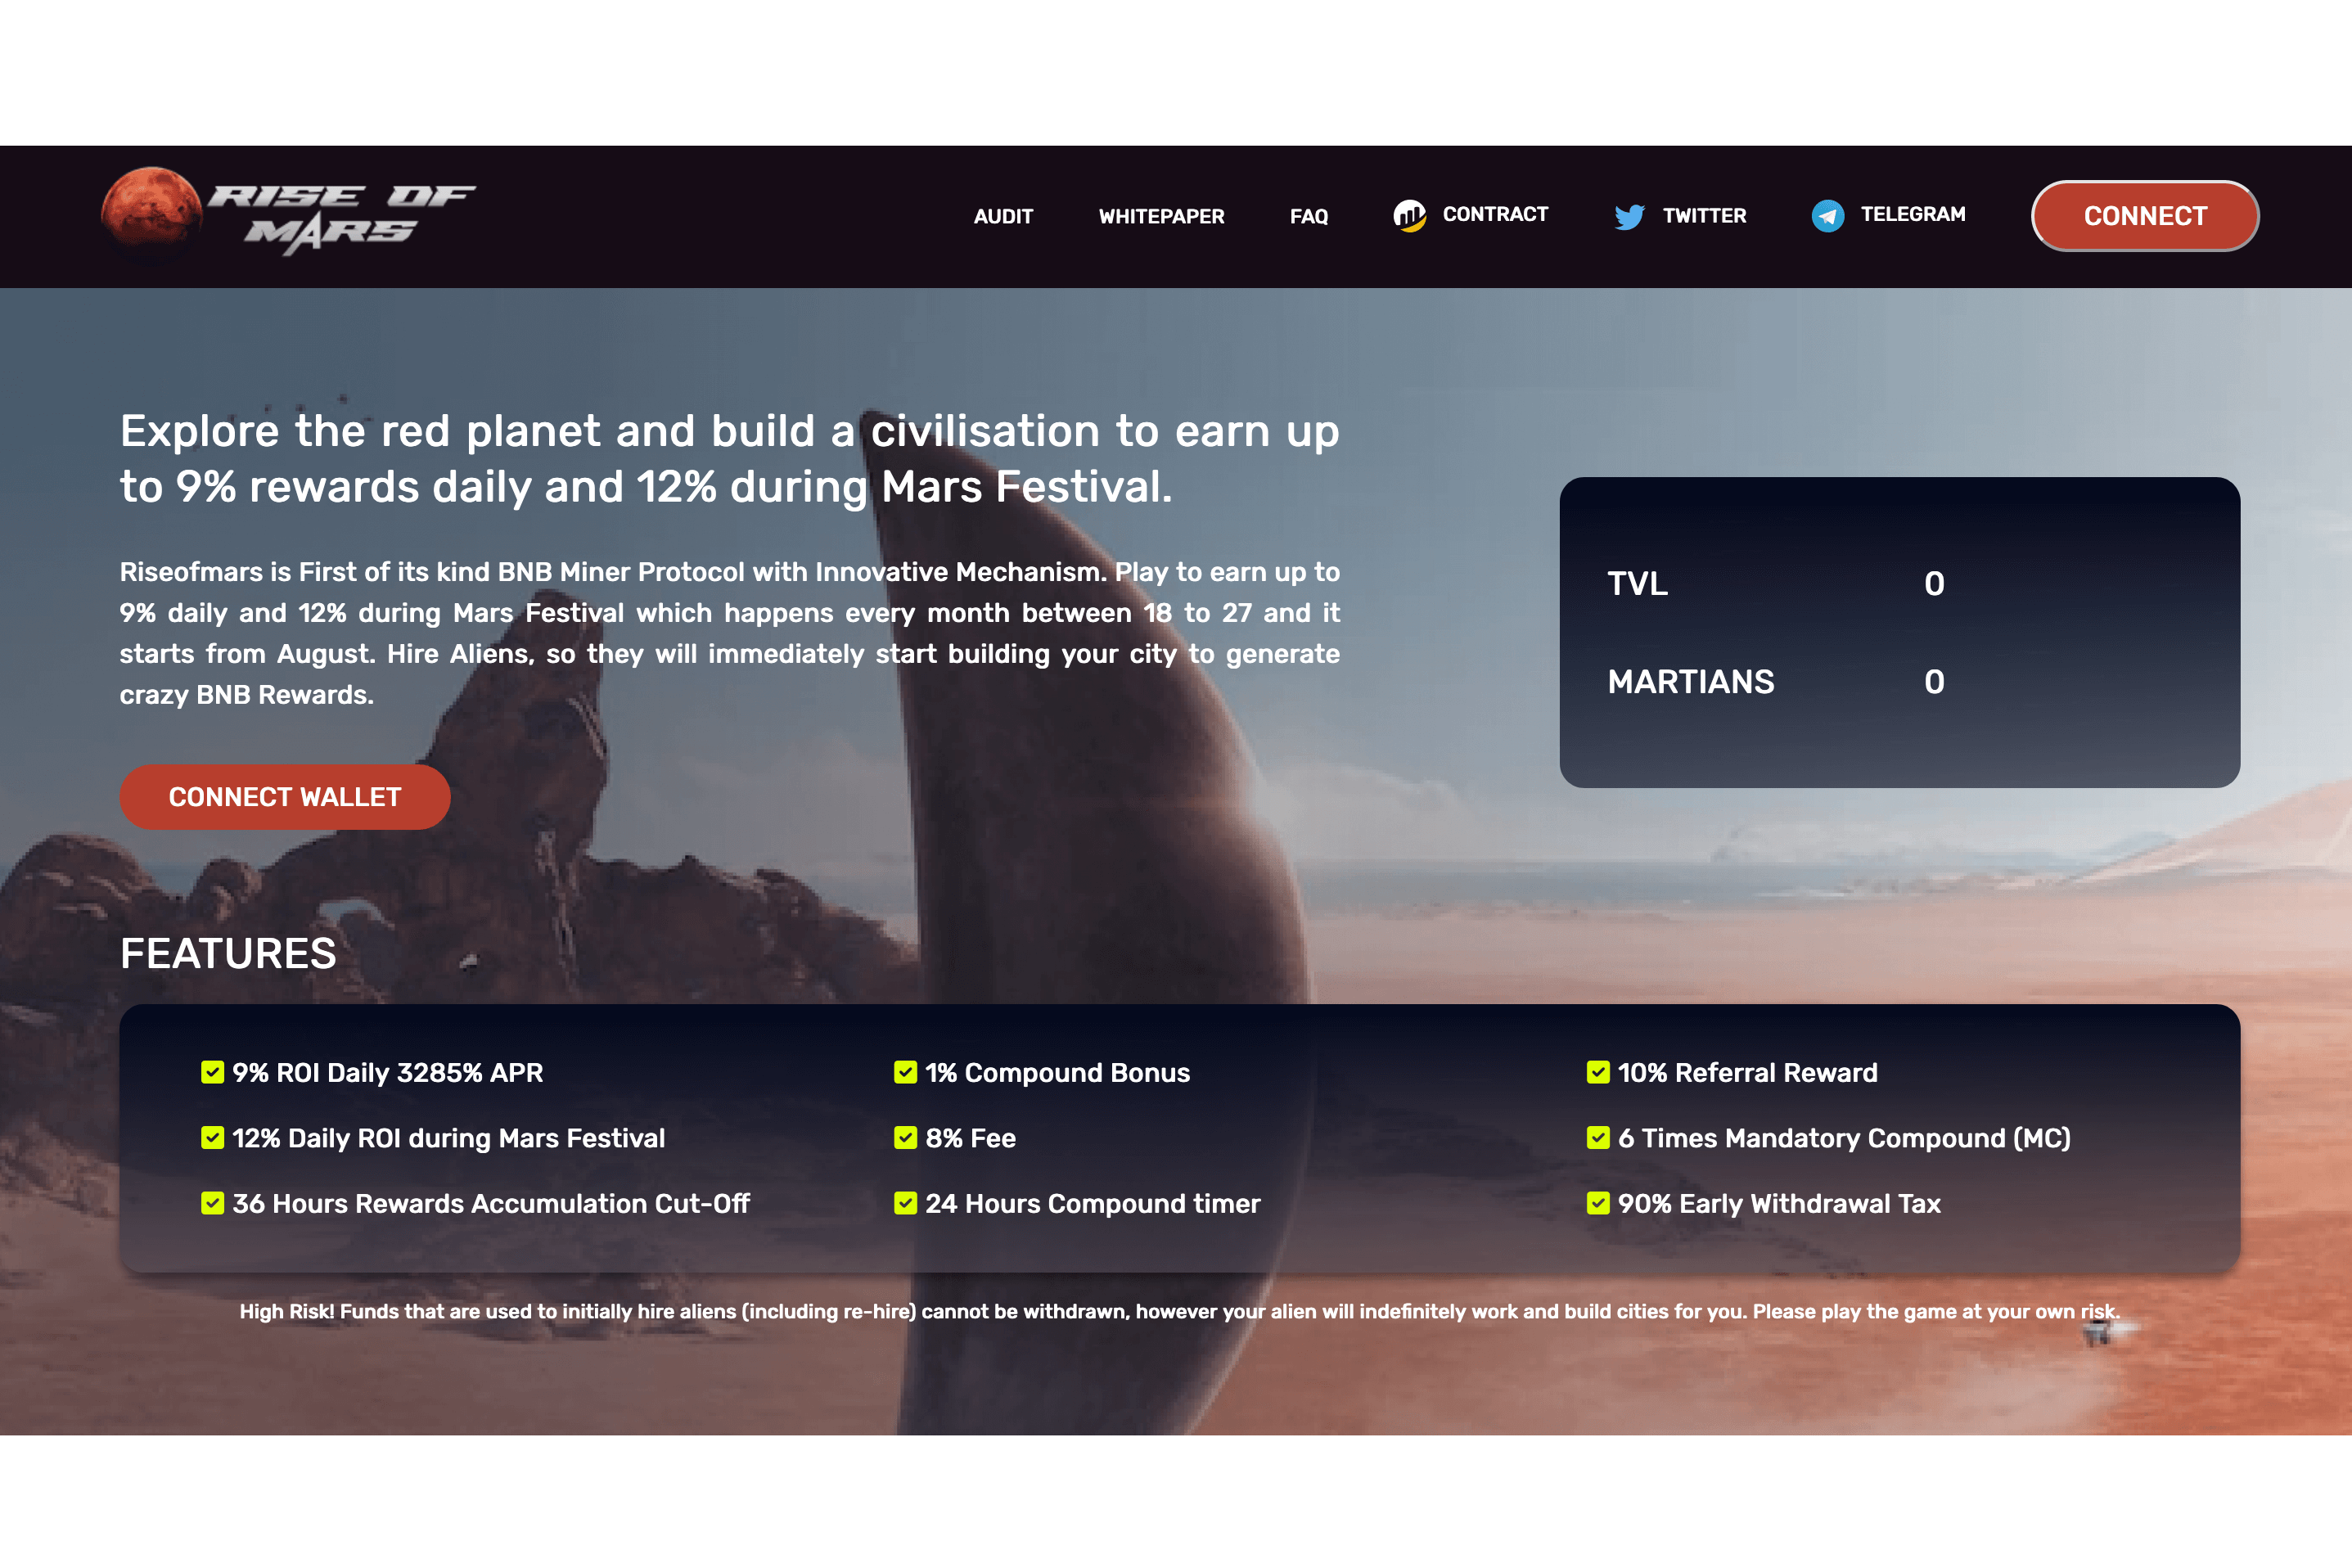 RISE OF
MARS
AUDIT
WHITEPAPER
FAQ
CONTRACT
TWITTER
TELEGRAM
CONNECT
Explore the red planet and build a civilisation to earn up
to 9% rewards daily and 12% during Mars Festival.
Riseofmars is First of its kind BNB Miner Protocol with Innovative Mechanism. Play to earn up to
9% daily and 12% during Mars Festival which happens every month between 18 to 27 and it
starts from August. Hire Aliens, so they will immediately start building your city to generate
crazy BNB Rewards.
CONNECT WALLET
TVL 0
MARTIANS 0
FEATURES
9% ROI Daily 3285% APR
1% Compound Bonus
10% Referral Reward
12% Daily ROI during Mars Festival
8% Fee
6 Times Mandatory Compound (MC)
36 Hours Rewards Accumulation Cut-Off
24 Hours Compound timer
90% Early Withdrawal Tax
High Risk! Funds that are used to initially hire aliens (including re-hire) cannot be withdrawn, however your alien will indefinitely work and build cities for you. Please play the game at your own risk.